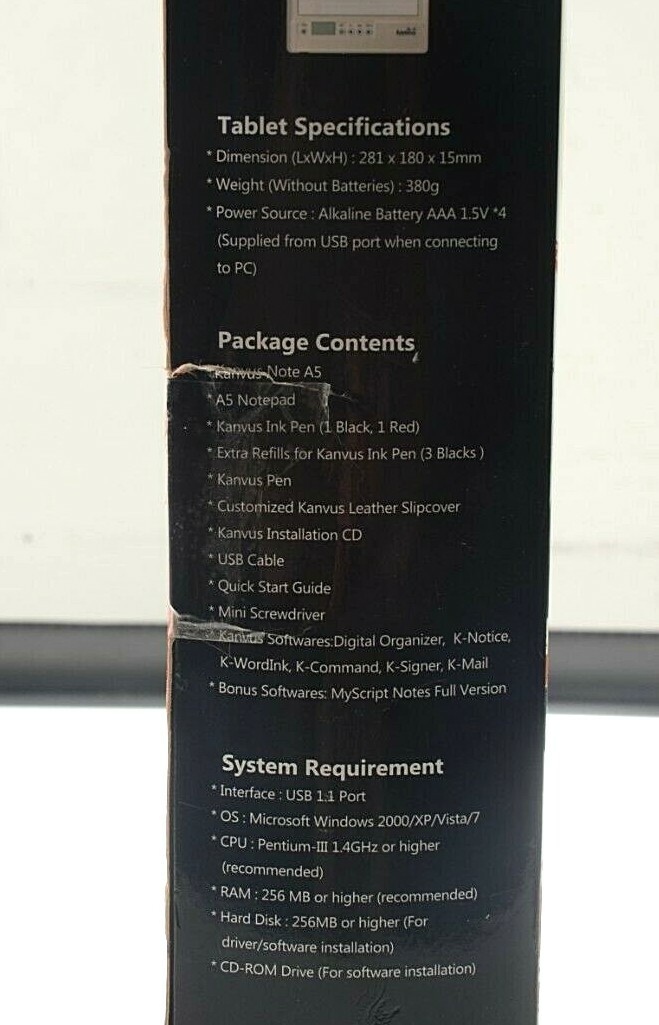 Tablet Specifications
* Dimension (LxWxH) : 281 x 180 x 15mm
* Weight (Without Batteries) : 380g
* Power Source : Alkaline Battery AAA 1.5V *4
(Supplied from USB port when connecting
to PC)
Package Contents
* Kanvus Note A5
* A5 Notepad
* Kanvus Ink Pen (1 Black, 1 Red)
* Extra Refills for Kanvus Ink Pen (3 Blacks )
* Kanvus Pen
* Customized Kanvus Leather Slipcover
* Kanvus Installation CD
* USB Cable
* Quick Start Guide
* Mini Screwdriver
* Kanvus Softwares:Digital Organizer, K-Notice,
K-WordInk, K-Command, K-Signer, K-Mail
* Bonus Softwares: MyScript Notes Full Version
System Requirement
* Interface : USB 1.1 Port
* OS : Microsoft Windows 2000/XP/Vista/7
* CPU : Pentium-III 1.4GHz or higher
(recommended)
* RAM : 256 MB or higher (recommended)
* Hard Disk : 256MB or higher (For
driver/software installation)
* CD-ROM Drive (For software installation)